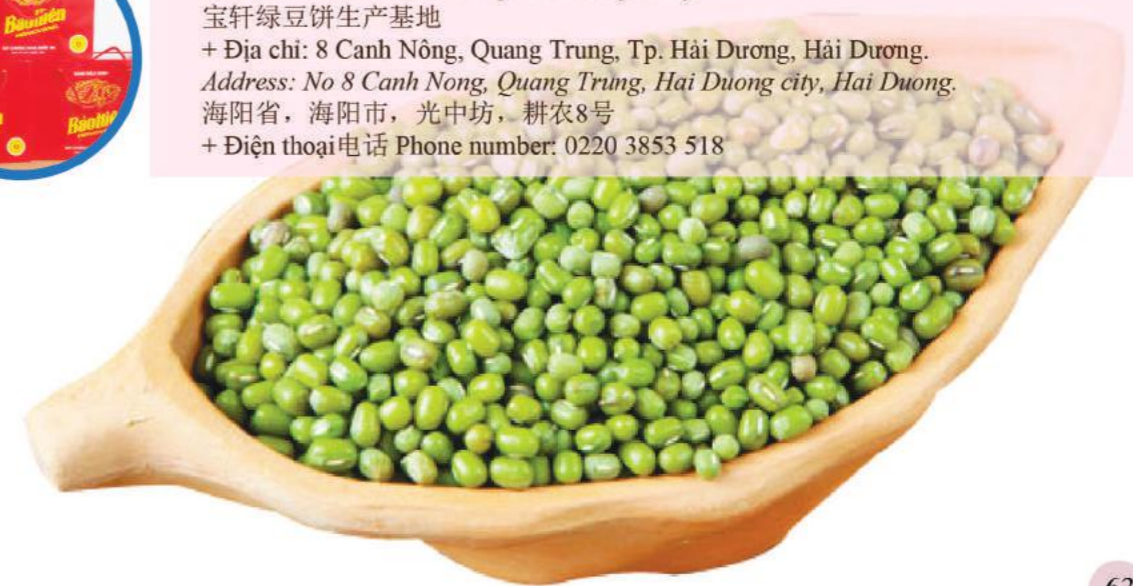 宝轩绿豆饼生产基地
+ Địa chỉ: 8 Canh Nông, Quang Trung, Tp. Hải Dương, Hải Dương.
Address: No 8 Canh Nong, Quang Trung, Hai Duong city, Hai Duong.
海阳省，海阳市，光中坊，耕农8号
+ Điện thoại电话 Phone number: 0220 3853 518